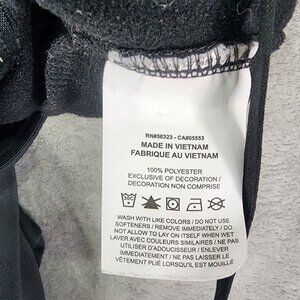 RN#56323 - CA#05553
MADE IN VIETNAM
FABRIQUE AU VIETNAM
100% POLYESTER
EXCLUSIVE OF DECORATION /
DECORATION NON COMPRISE
WASH WITH LIKE COLORS / DO NOT USE
SOFTENERS / REMOVE IMMEDIATELY / DO
NOT ALLOW TO LAY ON ITSELF WHEN WET
LAVER AVEC COULEURS SIMILAIRES / NE PAS
UTILISER D'ADOUCISSEUR / ENLEVER
IMMÉDIATEMENT / NE PAS LAISSER LE
VÊTEMENT PLIÉ LORSQU'IL EST MOUILLÉ